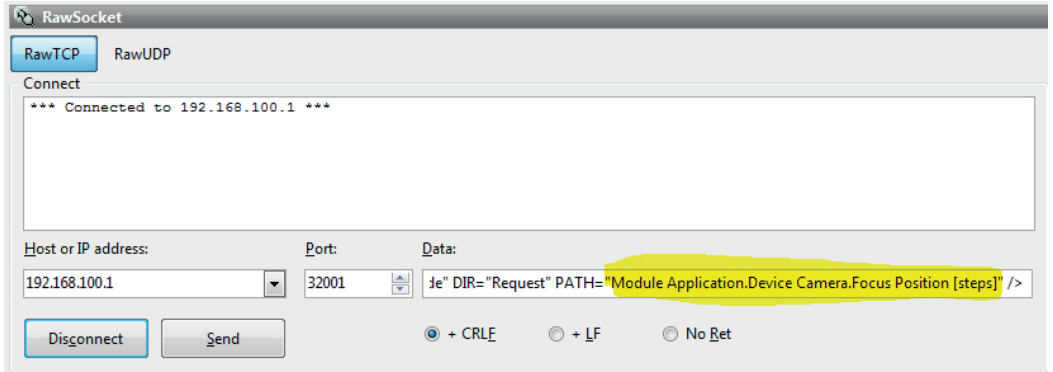 RawSocket
RawTCP RawUDP
Connect
*** Connected to 192.168.100.1 ***
Host or IP address: Port: Data:
192.168.100.1 32001 de" DIR="Request" PATH="Module Application.Device Camera.Focus Position [steps]" />
Disconnect Send + CRLF + LF No Ret